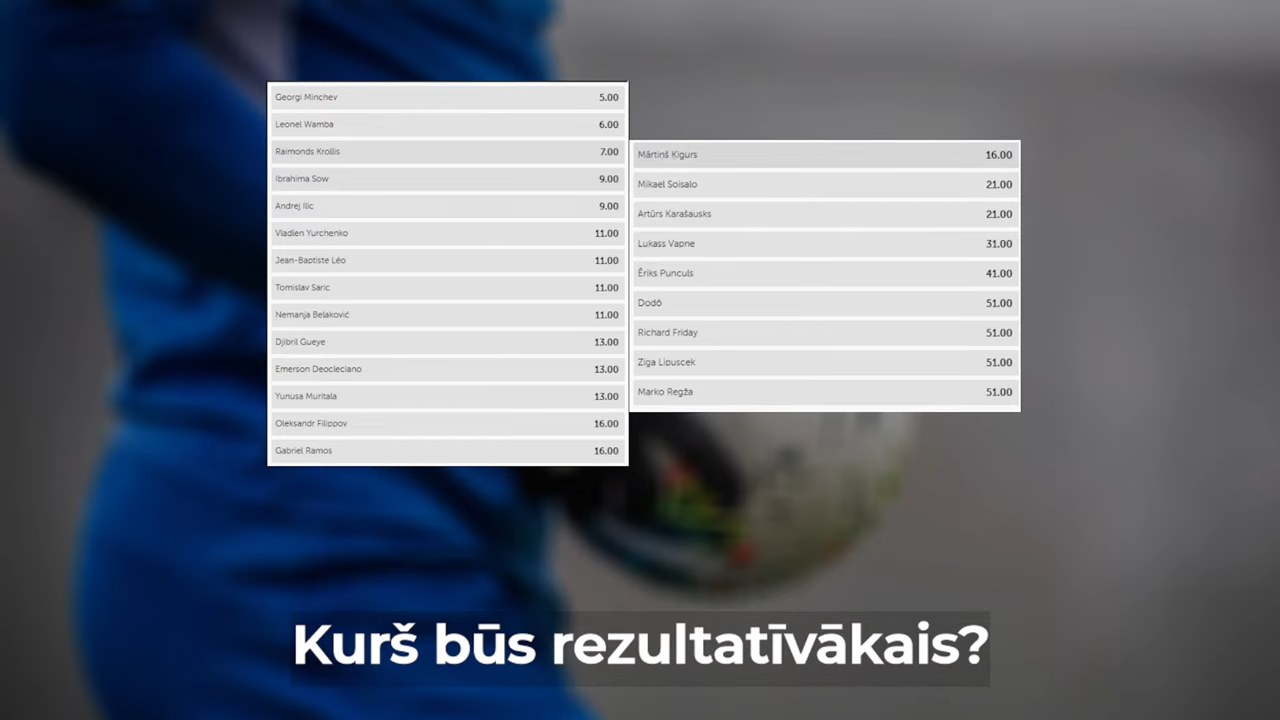 Georgi Minchev 5.00
Leonel Wamba 6.00
Raimonds Krollis 7.00
Ibrahima Sow 9.00
Andrej Ilic 9.00
Vladlen Yurchenko 11.00
Jean-Baptiste Léo 11.00
Tomislav Saric 11.00
Nemanja Belaković 11.00
Djibril Gueye 13.00
Emerson Deocleciano 13.00
Yunusa Muritala 13.00
Oleksandr Filippov 16.00
Gabriel Ramos 16.00
Mārtiņš Ķigurs 16.00
Mikael Soisalo 21.00
Artūrs Karašausks 21.00
Lukass Vapne 31.00
Ēriks Punculs 41.00
Dodô 51.00
Richard Friday 51.00
Ziga Lipuscek 51.00
Marko Regža 51.00
Kurš būs rezultatīvākais?